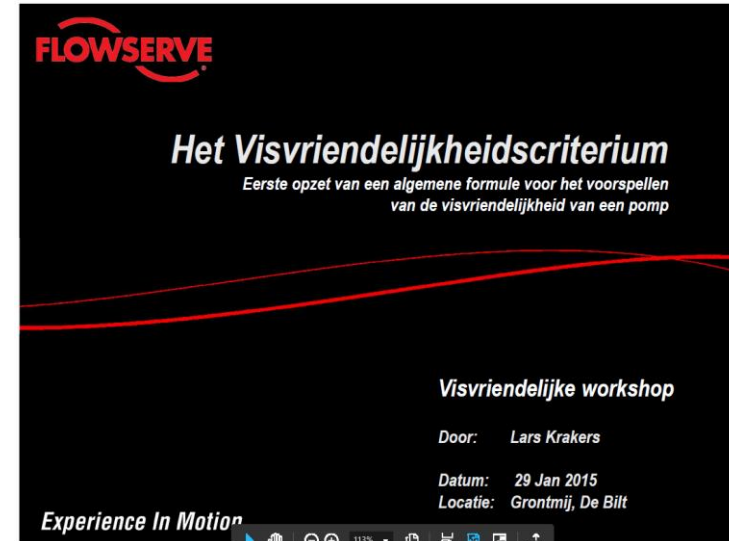 FLOWSERVE
Het Visvriendelijkheidscriterium
Eerste opzet van een algemene formule voor het voorspellen
van de visvriendelijkheid van een pomp
Visvriendelijke workshop
Door: Lars Krakers
Datum: 29 Jan 2015
Locatie: Grontmij, De Bilt
Experience In Motion
113%